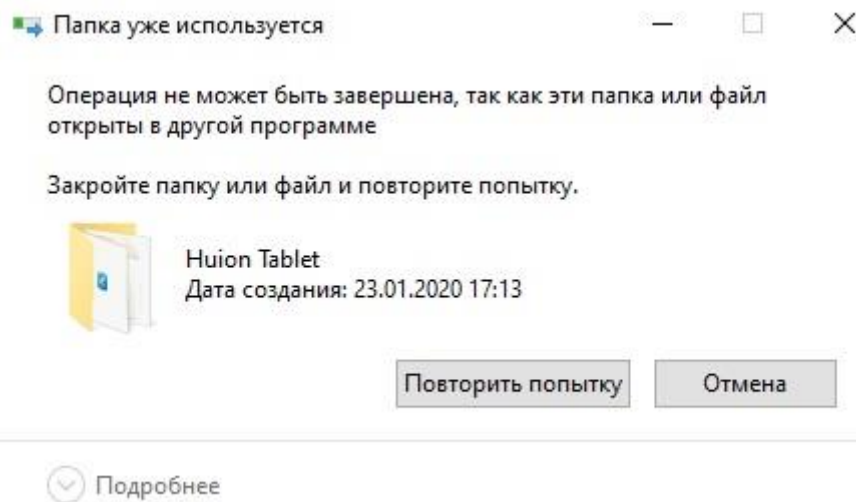 Папка уже используется
Операция не может быть завершена, так как эти папка или файл
открыты в другой программе
Закройте папку или файл и повторите попытку.
Huion Tablet
Дата создания: 23.01.2020 17:13
Повторить попытку
Отмена
Подробнее